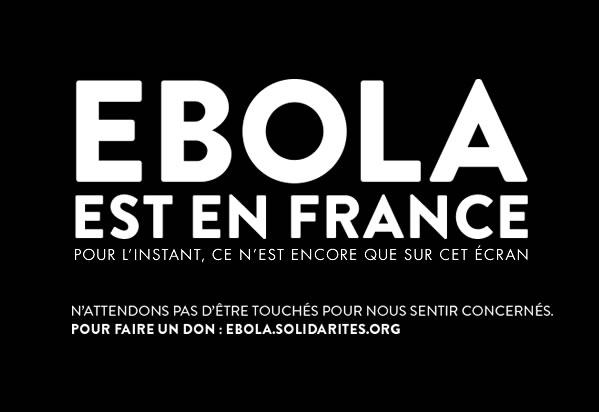 EBOLA
EST EN FRANCE
POUR L'INSTANT, CE N'EST ENCORE QUE SUR CET ÉCRAN
N'ATTENDONS PAS D'ÊTRE TOUCHÉS POUR NOUS SENTIR CONCERNÉS.
POUR FAIRE UN DON : EBOLA.SOLIDARITES.ORG